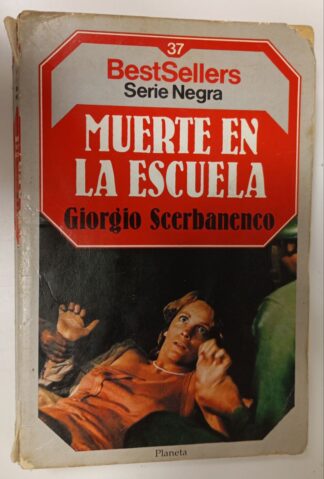 37
BestSellers
Serie Negra
MUERTE EN
LA ESCUELA
Giorgio Scerbanenco
Planeta